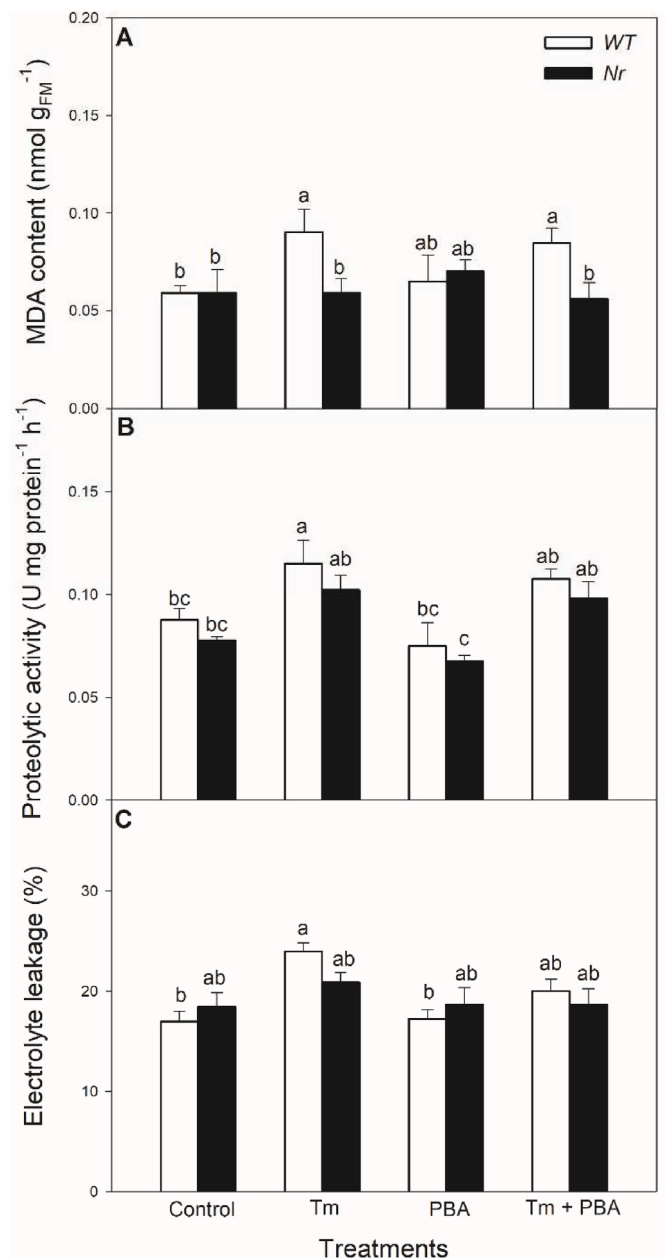 A
WT
Nr
MDA content (nmol g_FM⁻¹)
0.20
0.15
0.10
0.05
0.00
b b a b ab ab a b
B
Proteolytic activity (U mg protein⁻¹ h⁻¹)
0.15
0.10
0.05
0.00
bc bc a ab bc c ab ab
C
Electrolyte leakage (%)
30
20
10
0
b ab a ab b ab ab ab
Control Tm PBA Tm + PBA
Treatments